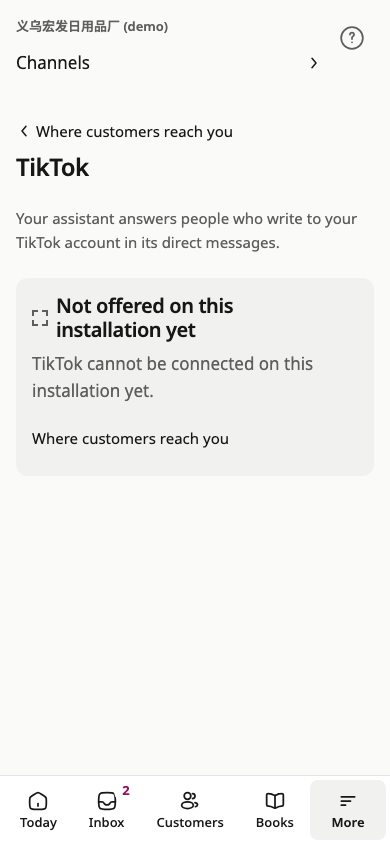 义乌宏发日用品厂 (demo)
Channels
Where customers reach you
TikTok
Your assistant answers people who write to your
TikTok account in its direct messages.
Not offered on this
installation yet
TikTok cannot be connected on this
installation yet.
Where customers reach you
2
Today
Inbox
Customers
Books
More